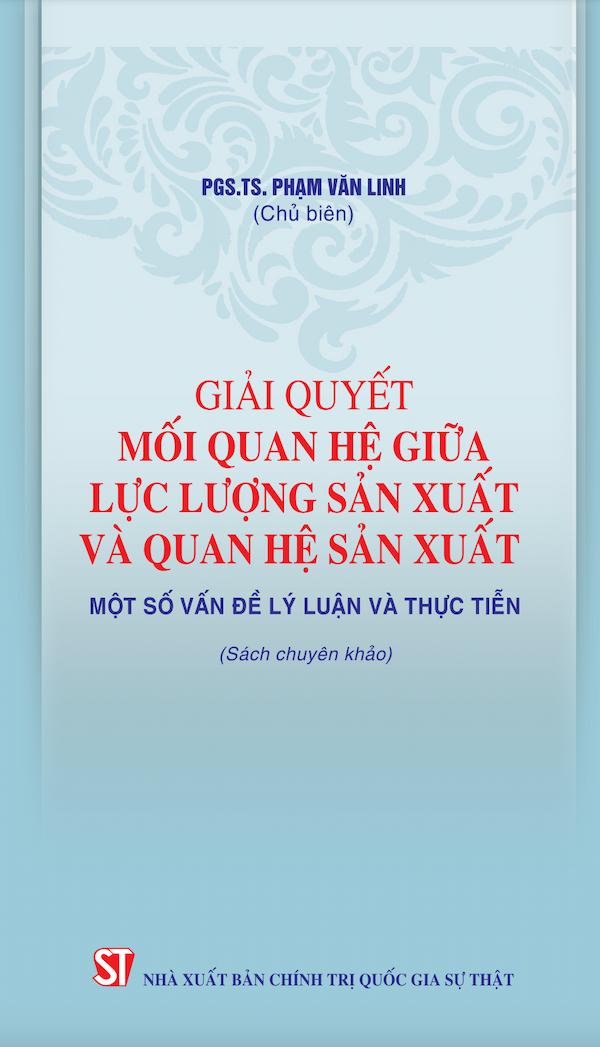 PGS.TS. PHẠM VĂN LINH
(Chủ biên)
GIẢI QUYẾT
MỐI QUAN HỆ GIỮA
LỰC LƯỢNG SẢN XUẤT
VÀ QUAN HỆ SẢN XUẤT
MỘT SỐ VẤN ĐỀ LÝ LUẬN VÀ THỰC TIỄN
(Sách chuyên khảo)
ST NHÀ XUẤT BẢN CHÍNH TRỊ QUỐC GIA SỰ THẬT